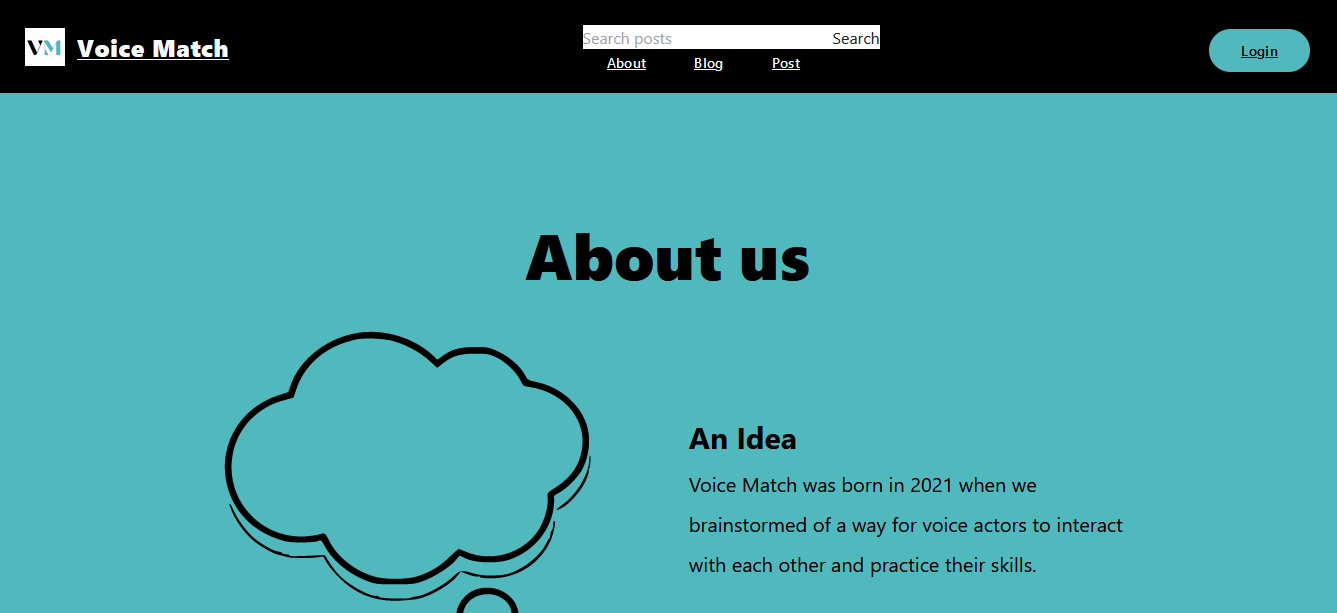 VM Voice Match
Search posts Search
About Blog Post
Login
About us
An Idea
Voice Match was born in 2021 when we
brainstormed of a way for voice actors to interact
with each other and practice their skills.